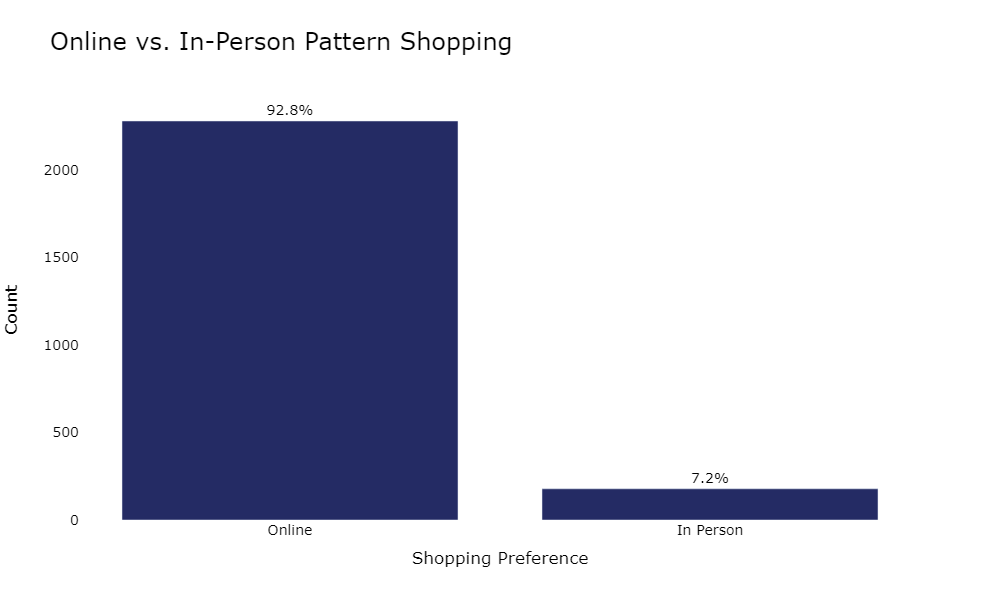 Online vs. In-Person Pattern Shopping
92.8%
2000
1500
1000
500
0
Count
7.2%
Online
In Person
Shopping Preference